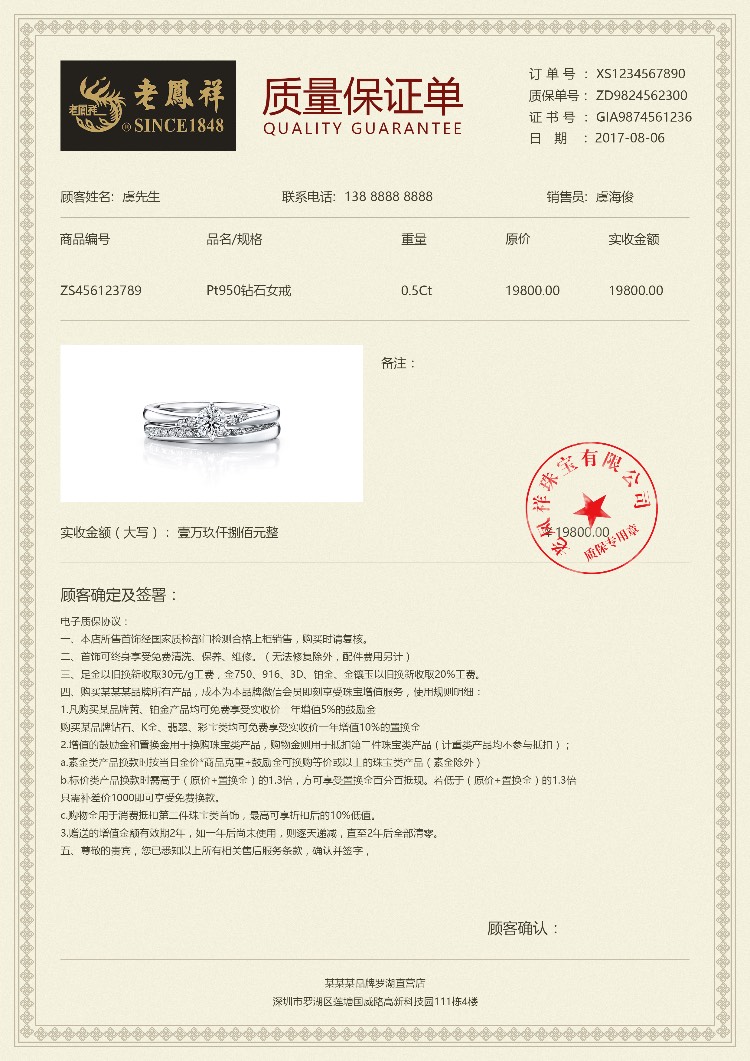 老鳳祥
老鳳祥
® SINCE1848
质量保证单
QUALITY GUARANTEE
订 单 号 ： XS1234567890
质保单号 ： ZD9824562300
证 书 号 ： GIA9874561236
日 期 ： 2017-08-06
顾客姓名: 虞先生 联系电话: 138 8888 8888 销售员: 虞海俊
商品编号 品名/规格 重量 原价 实收金额
ZS456123789 Pt950钻石女戒 0.5Ct 19800.00 19800.00
备注：
老凤祥珠宝有限公司
质保专用章
实收金额（大写）： 壹万玖仟捌佰元整 ￥19800.00
顾客确定及签署：
电子质保协议：
一、本店所售首饰经国家质检部门检测合格上柜销售，购买时请复核。
二、首饰可终身享受免费清洗、保养、维修。（无法修复除外，配件费用另计）
三、足金以旧换新收取30元/g工费，金750、916、3D、铂金、金镶玉以旧换新收取20%工费。
四、购买某某某品牌所有产品，成本为本品牌微信会员即刻享受珠宝增值服务，使用规则明细：
1.凡购买某品牌黄、铂金产品均可免费享受实收价一年增值5%的鼓励金
购买某品牌钻石、K金、翡翠、彩宝类均可免费享受实收价一年增值10%的置换金
2.增值的鼓励金和置换金用于换购珠宝类产品，购物金则用于抵扣第二件珠宝类产品（计重类产品均不参与抵扣）；
a.素金类产品换款时按当日金价*商品克重+鼓励金可换购等价或以上的珠宝类产品（素金除外）
b.标价类产品换款时需高于（原价+置换金）的1.3倍，方可享受置换金百分百抵现。若低于（原价+置换金）的1.3倍
只需补差价1000即可享受免费换款。
c.购物金用于消费抵扣第二件珠宝类首饰，最高可享折扣后的10%低值。
3.赠送的增值金额有效期2年，如一年后尚未使用，则逐天递减，直至2年后全部清零。
五、尊敬的贵宾，您已悉知以上所有相关售后服务条款，确认并签字，
顾客确认：
某某某品牌罗湖直营店
深圳市罗湖区莲塘国威路高新科技园111栋4楼